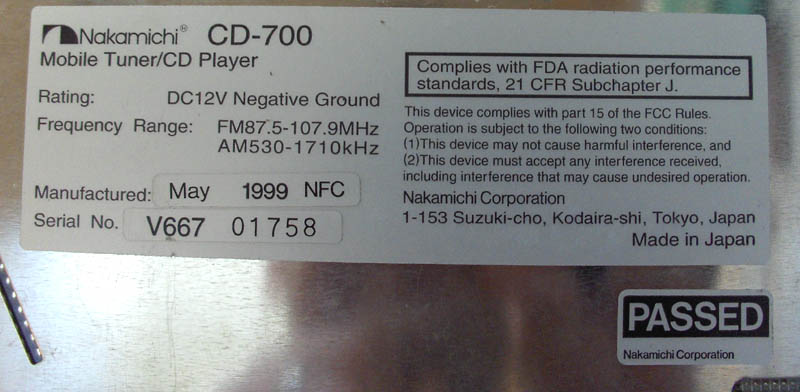 Nakamichi® CD-700
Mobile Tuner/CD Player
Rating: DC12V Negative Ground
Frequency Range: FM87.5-107.9MHz
AM530-1710kHz
Manufactured: May 1999 NFC
Serial No. V667 01758
Complies with FDA radiation performance
standards, 21 CFR Subchapter J.
This device complies with part 15 of the FCC Rules.
Operation is subject to the following two conditions:
(1)This device may not cause harmful interference, and
(2)This device must accept any interference received,
including interference that may cause undesired operation.
Nakamichi Corporation
1-153 Suzuki-cho, Kodaira-shi, Tokyo, Japan
Made in Japan
PASSED
Nakamichi Corporation